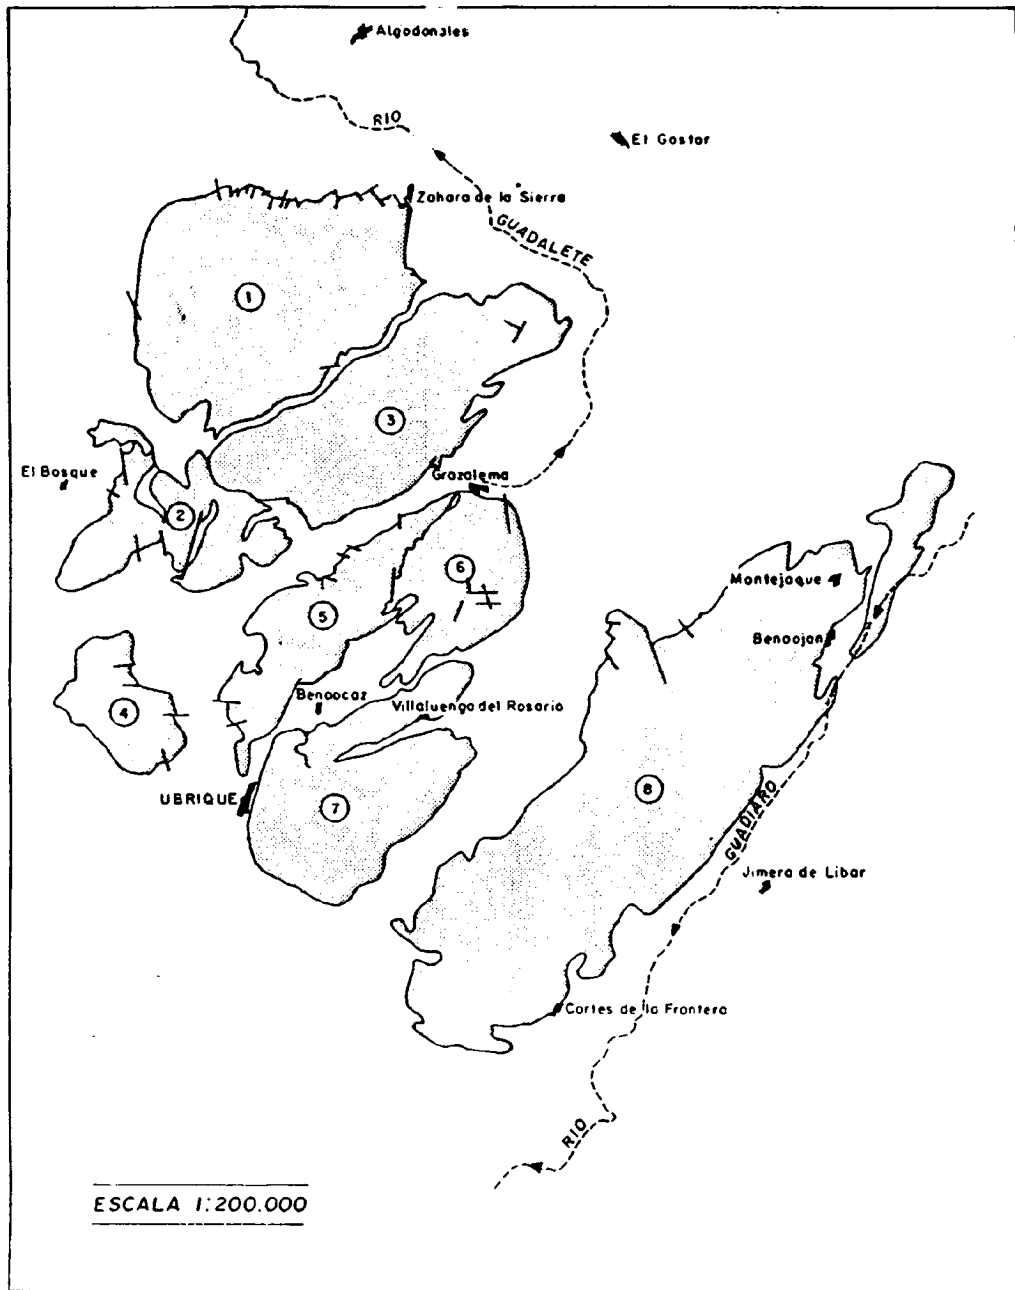 Algodonales
RIO
El Gastor
Zahara de la Sierra
GUADALETE
1
3
El Bosque
Grazalema
2
6
Montejaque
5
Benaojan
Benaocaz
Villaluenga del Rosario
4
UBRIQUE
7
8
GUADIARO
Jimera de Libar
Cortes de la Frontera
RIO
ESCALA 1:200.000